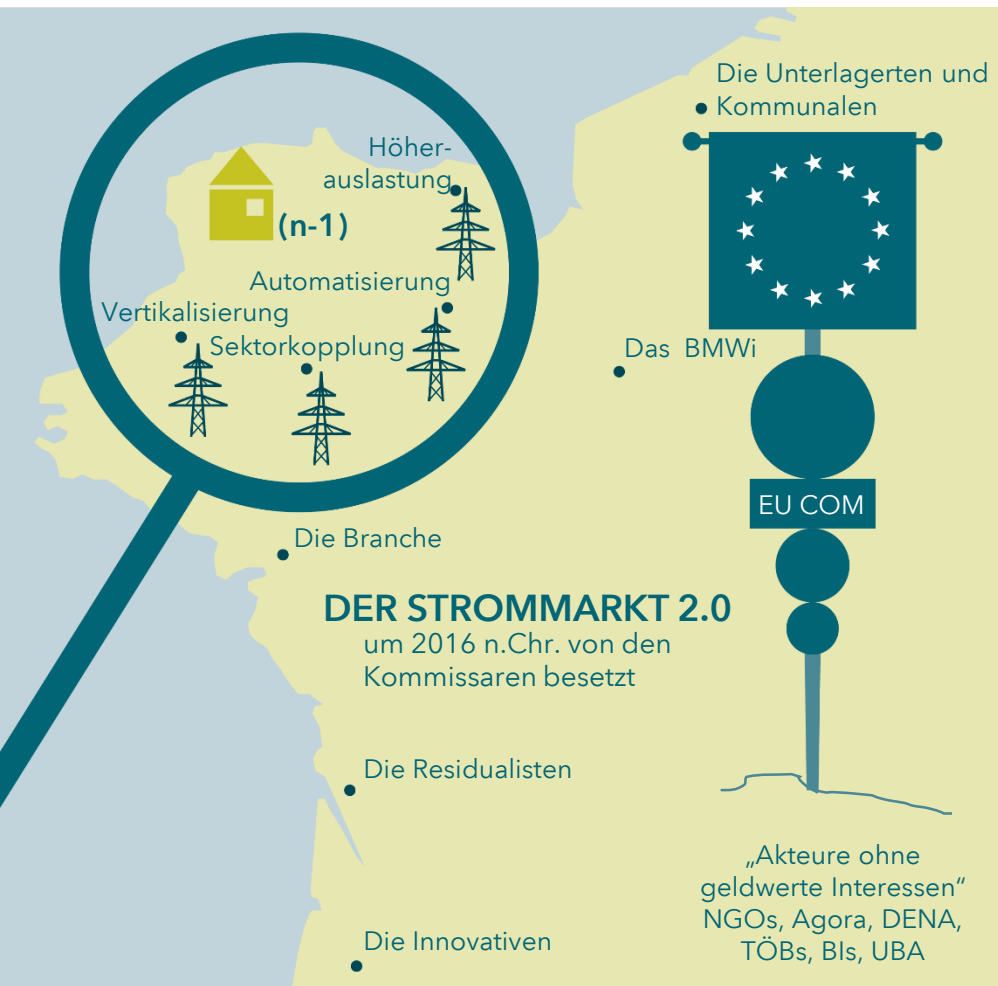 Die Unterlagerten und
Kommunalen
Höher-
auslastung
(n-1)
Automatisierung
Vertikalisierung
Sektorkopplung
Das BMWi
EU COM
Die Branche
DER STROMMARKT 2.0
um 2016 n.Chr. von den
Kommissaren besetzt
Die Residualisten
„Akteure ohne
geldwerte Interessen“
NGOs, Agora, DENA,
TÖBs, BIs, UBA
Die Innovativen